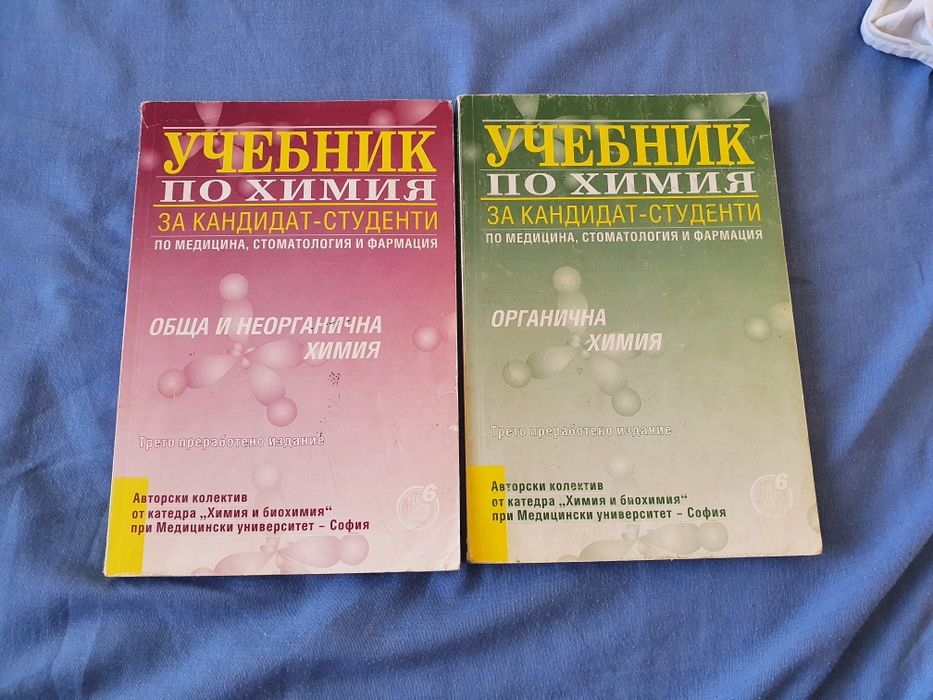 УЧЕБНИК
ПО ХИМИЯ
ЗА КАНДИДАТ-СТУДЕНТИ
ПО МЕДИЦИНА, СТОМАТОЛОГИЯ И ФАРМАЦИЯ
ОБЩА И НЕОРГАНИЧНА
ХИМИЯ
Трето преработено издание
Авторски колектив
от катедра „Химия и биохимия“
при Медицински университет – София
6
УЧЕБНИК
ПО ХИМИЯ
ЗА КАНДИДАТ-СТУДЕНТИ
ПО МЕДИЦИНА, СТОМАТОЛОГИЯ И ФАРМАЦИЯ
ОРГАНИЧНА
ХИМИЯ
Трето преработено издание
Авторски колектив
от катедра „Химия и биохимия“
при Медицински университет – София
6